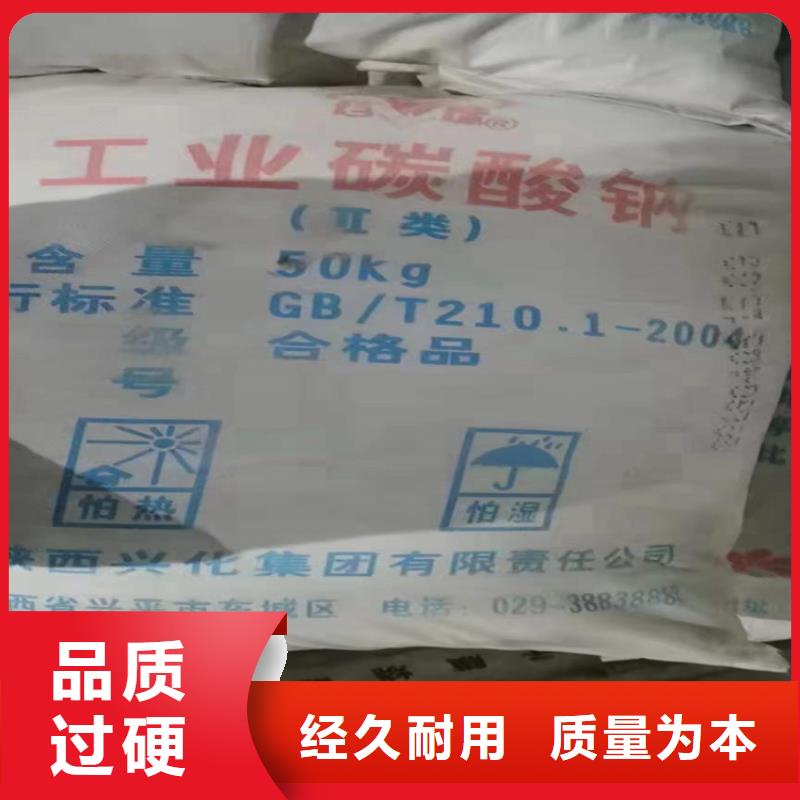 工业碳酸钠
(Ⅱ类)
含量 50kg
行标准 GB/T210.1-2004
级 合格品
号
怕热
怕湿
陕西兴化集团有限责任公司
西省兴平市东城区 电话: 029-38838888
品质
过硬
经久耐用 质量为本